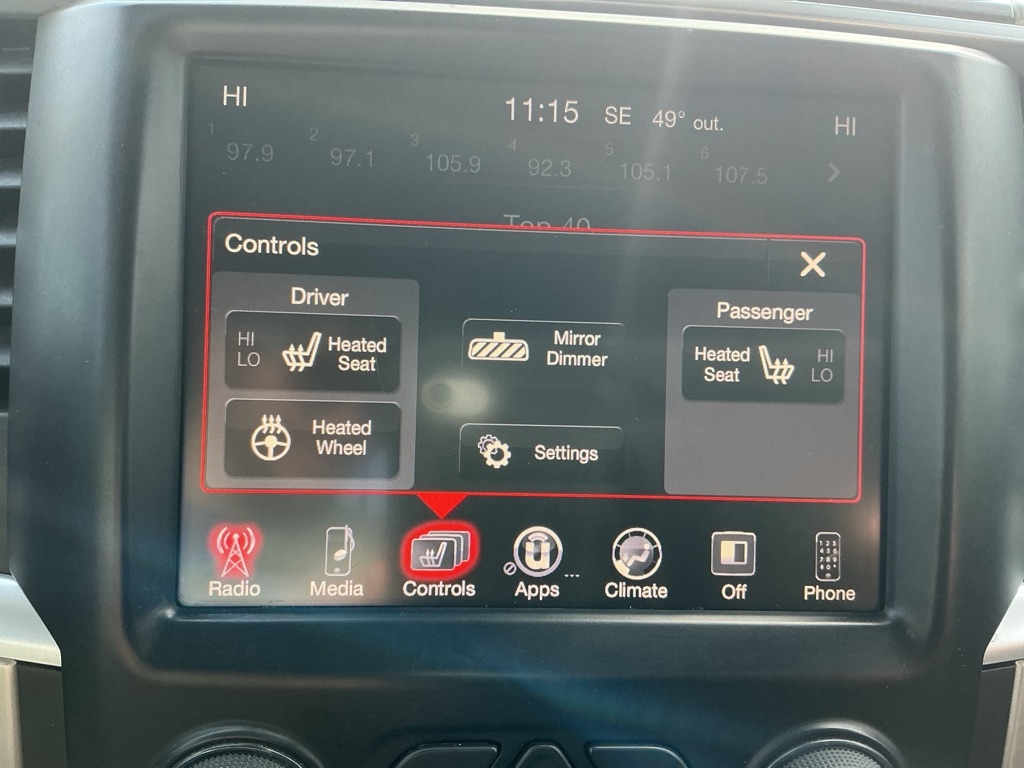 HI 11:15 SE 49° out. HI
1 97.9 2 97.1 3 105.9 4 92.3 5 105.1 6 107.5
Top 40
Controls
Driver
HI
LO
Heated
Seat
Heated
Wheel
Mirror
Dimmer
Settings
Passenger
Heated
Seat
HI
LO
Radio Media Controls Apps Climate Off Phone